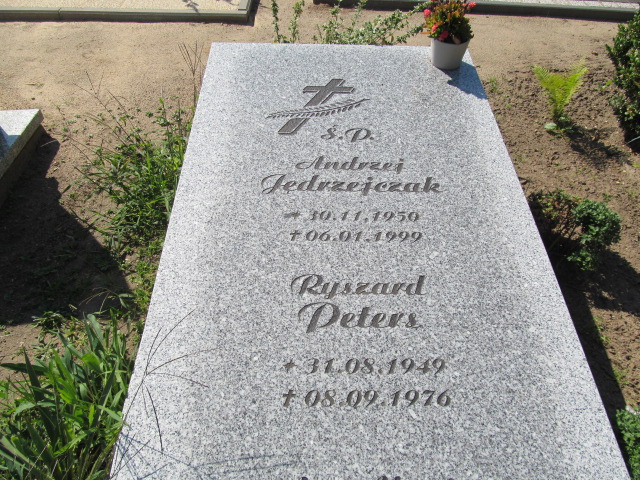 Ś.P.
Andrzej
Jędrzejczak
* 30.11.1950
✝ 06.01.1999
Ryszard
Peters
* 31.08.1949
✝ 08.09.1976